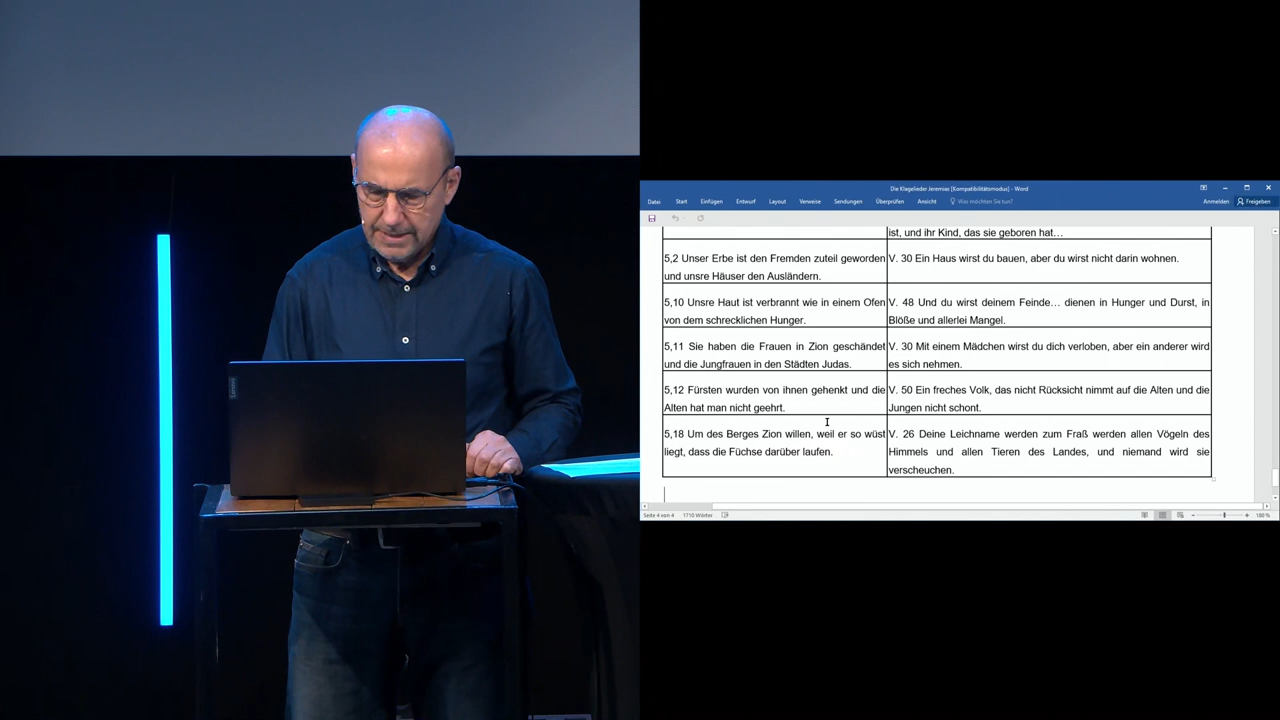 Lenovo
Die Klagelieder Jeremias [Kompatibilitätsmodus] - Word
Datei Start Einfügen Entwurf Layout Verweise Sendungen Überprüfen Ansicht Was möchten Sie tun? Anmelden Freigeben
ist, und ihr Kind, das sie geboren hat…
5,2 Unser Erbe ist den Fremden zuteil geworden
und unsre Häuser den Ausländern.
V. 30 Ein Haus wirst du bauen, aber du wirst nicht darin wohnen.
5,10 Unsre Haut ist verbrannt wie in einem Ofen
von dem schrecklichen Hunger.
V. 48 Und du wirst deinem Feinde… dienen in Hunger und Durst, in
Blöße und allerlei Mangel.
5,11 Sie haben die Frauen in Zion geschändet
und die Jungfrauen in den Städten Judas.
V. 30 Mit einem Mädchen wirst du dich verloben, aber ein anderer wird
es sich nehmen.
5,12 Fürsten wurden von ihnen gehenkt und die
Alten hat man nicht geehrt.
V. 50 Ein freches Volk, das nicht Rücksicht nimmt auf die Alten und die
Jungen nicht schont.
5,18 Um des Berges Zion willen, weil er so wüst
liegt, dass die Füchse darüber laufen.
V. 26 Deine Leichname werden zum Fraß werden allen Vögeln des
Himmels und allen Tieren des Landes, und niemand wird sie
verscheuchen.
Seite 4 von 4 1710 Wörter 180 %